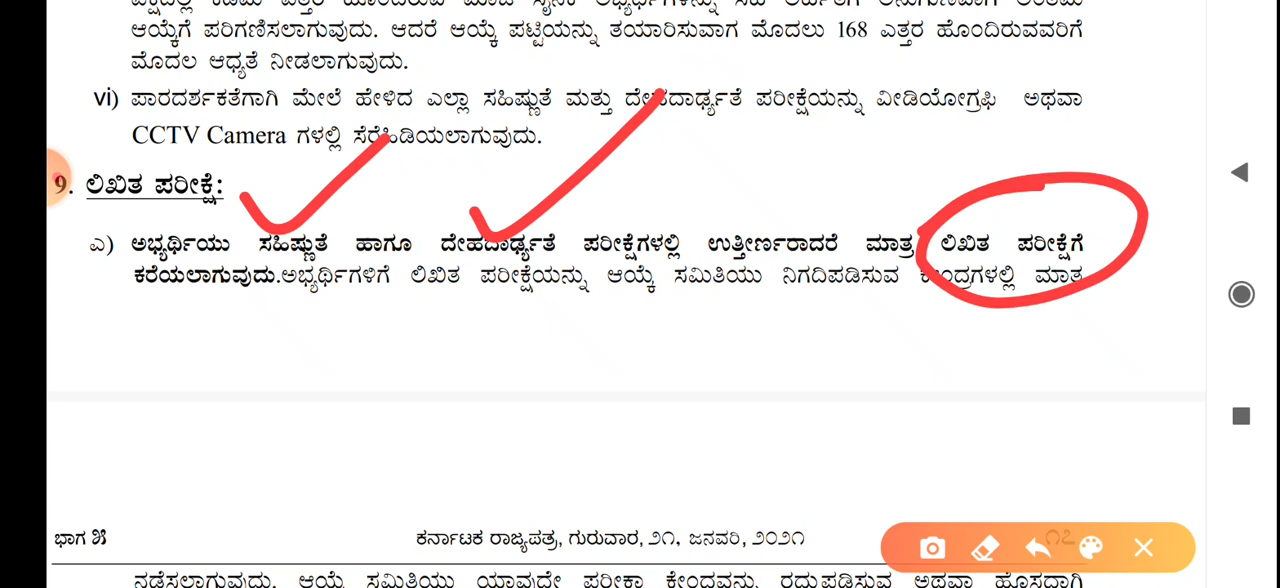 ಆಯ್ಕೆಗೆ ಪರಿಗಣಿಸಲಾಗುವುದು. ಆದರೆ ಆಯ್ಕೆ ಪಟ್ಟಿಯನ್ನು ತಯಾರಿಸುವಾಗ ಮೊದಲು 168 ಎತ್ತರ ಹೊಂದಿರುವವರಿಗೆ
ಮೊದಲ ಆಧ್ಯತೆ ನೀಡಲಾಗುವುದು.
vi) ಪಾರದರ್ಶಕತೆಗಾಗಿ ಮೇಲೆ ಹೇಳಿದ ಎಲ್ಲಾ ಸಹಿಷ್ಣುತೆ ಮತ್ತು ದೇಹದಾರ್ಢ್ಯತೆ ಪರೀಕ್ಷೆಯನ್ನು ವೀಡಿಯೋಗ್ರಫಿ ಅಥವಾ
CCTV Camera ಗಳಲ್ಲಿ ಸೆರೆಹಿಡಿಯಲಾಗುವುದು.
9. ಲಿಖಿತ ಪರೀಕ್ಷೆ:
ಎ) ಅಭ್ಯರ್ಥಿಯು ಸಹಿಷ್ಣುತೆ ಹಾಗೂ ದೇಹದಾರ್ಢ್ಯತೆ ಪರೀಕ್ಷೆಗಳಲ್ಲಿ ಉತ್ತೀರ್ಣರಾದರೆ ಮಾತ್ರ ಲಿಖಿತ ಪರೀಕ್ಷೆಗೆ
ಕರೆಯಲಾಗುವುದು.ಅಭ್ಯರ್ಥಿಗಳಿಗೆ ಲಿಖಿತ ಪರೀಕ್ಷೆಯನ್ನು ಆಯ್ಕೆ ಸಮಿತಿಯು ನಿಗದಿಪಡಿಸುವ ಕೇಂದ್ರಗಳಲ್ಲಿ ಮಾತ್ರ
ಭಾಗ ೫ ಕರ್ನಾಟಕ ರಾಜ್ಯಪತ್ರ, ಗುರುವಾರ, ೨೧, ಜನವರಿ, ೨೦೨೧ ೧೭
ನಡೆಸಲಾಗುವುದು. ಆಯ್ಕೆ ಸಮಿತಿಯು ಯಾವುದೇ ಪರೀಕ್ಷಾ ಕೇಂದ್ರವನ್ನು ರದ್ದುಪಡಿಸುವ ಅಥವಾ ಹೊಸದಾಗಿ